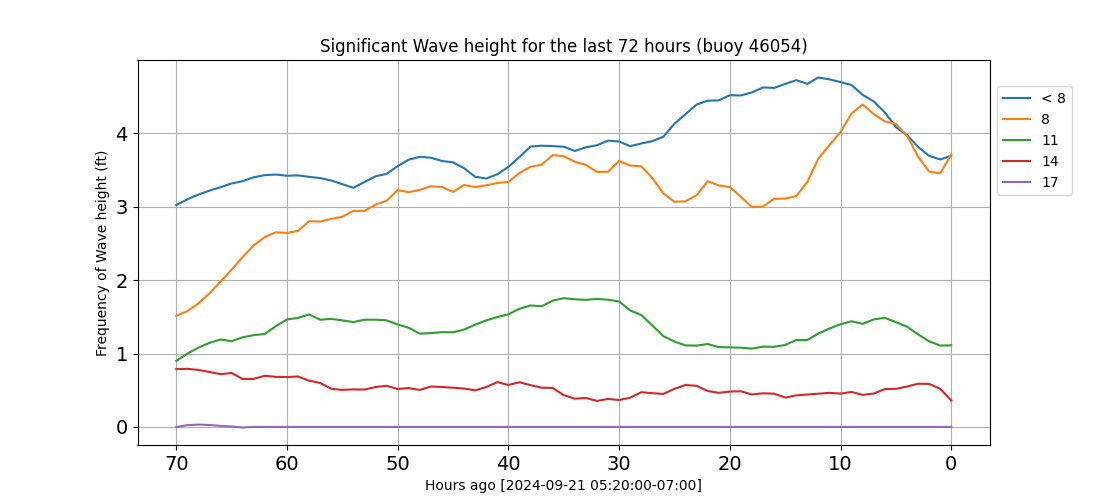 Significant Wave height for the last 72 hours (buoy 46054)
Frequency of Wave height (ft)
4
3
2
1
0
70 60 50 40 30 20 10 0
Hours ago [2024-09-21 05:20:00-07:00]
< 8
8
11
14
17